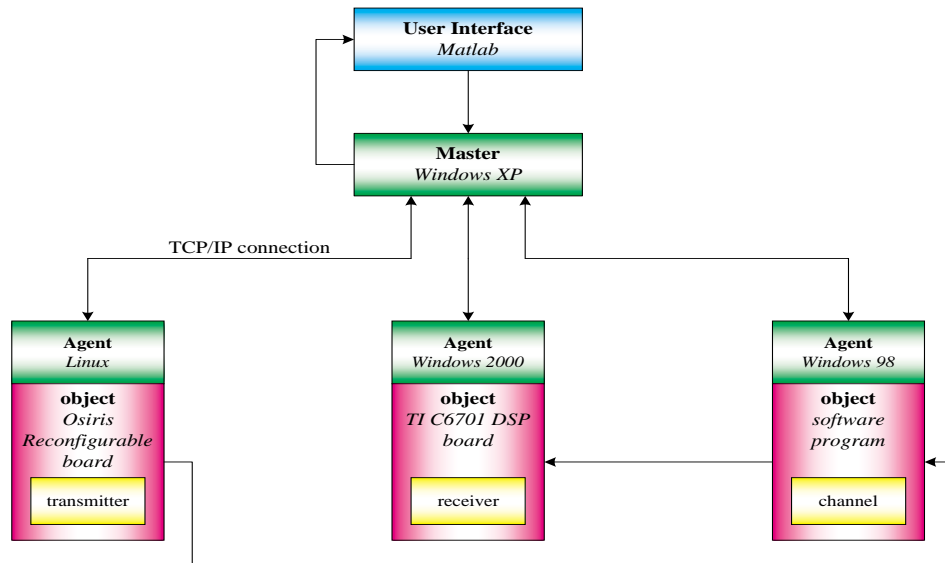 User Interface
Matlab
Master
Windows XP
TCP/IP connection
Agent
Linux
object
Osiris
Reconfigurable
board
transmitter
Agent
Windows 2000
object
TI C6701 DSP
board
receiver
Agent
Windows 98
object
software
program
channel